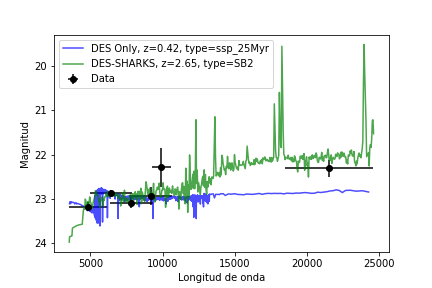 DES Only, z=0.42, type=ssp_25Myr
DES-SHARKS, z=2.65, type=SB2
Data
20
21
22
23
24
Magnitud
5000 10000 15000 20000 25000
Longitud de onda